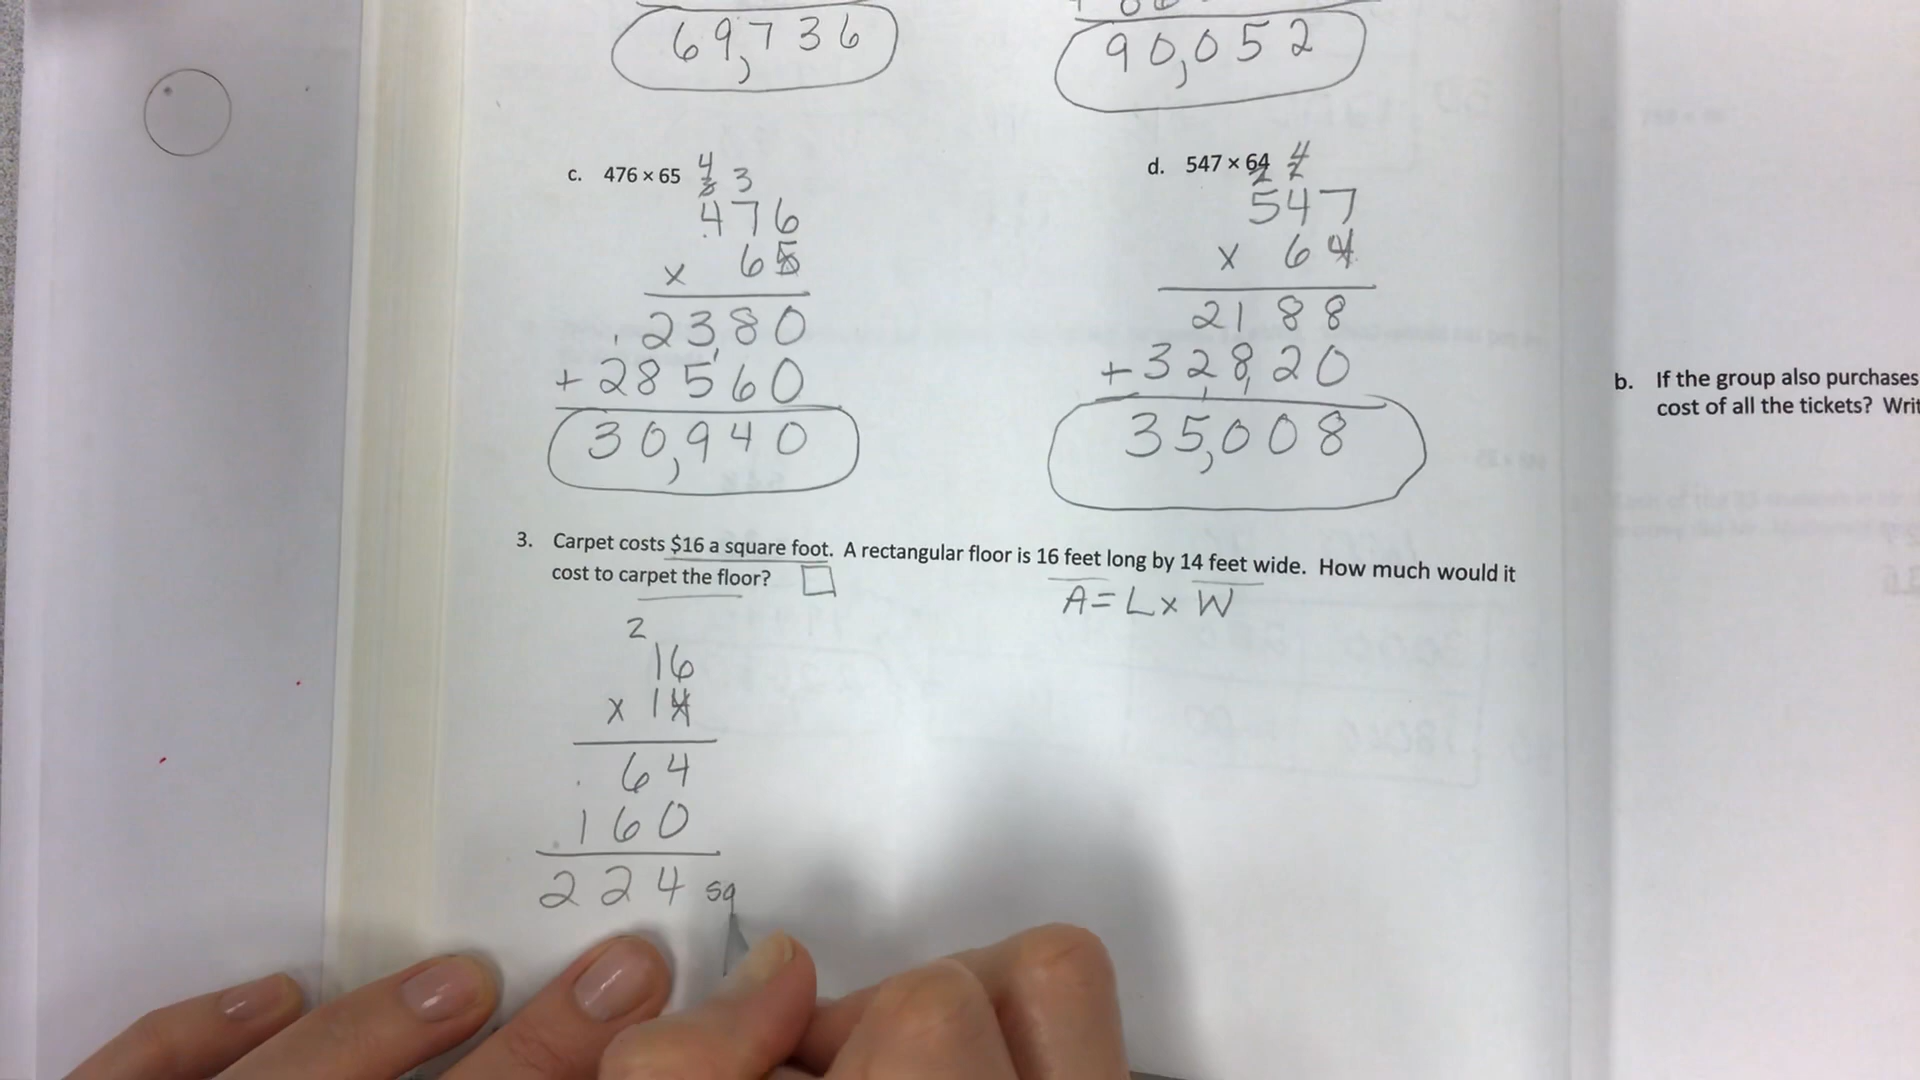 69,736
90,052
c. 476 × 65
4
3
476
x 65
2380
+ 28560
30,940
d. 547 × 64
4
2
547
x 64
2188
+ 32820
35,008
b. If the group also purchases
cost of all the tickets? Writ
3. Carpet costs $16 a square foot. A rectangular floor is 16 feet long by 14 feet wide. How much would it
cost to carpet the floor?
A = L x W
2
16
x 14
64
160
224 sq